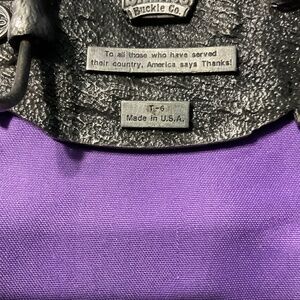 Buckle Co.
To all those who have served
their country, America says Thanks!
T-6
Made in U.S.A.